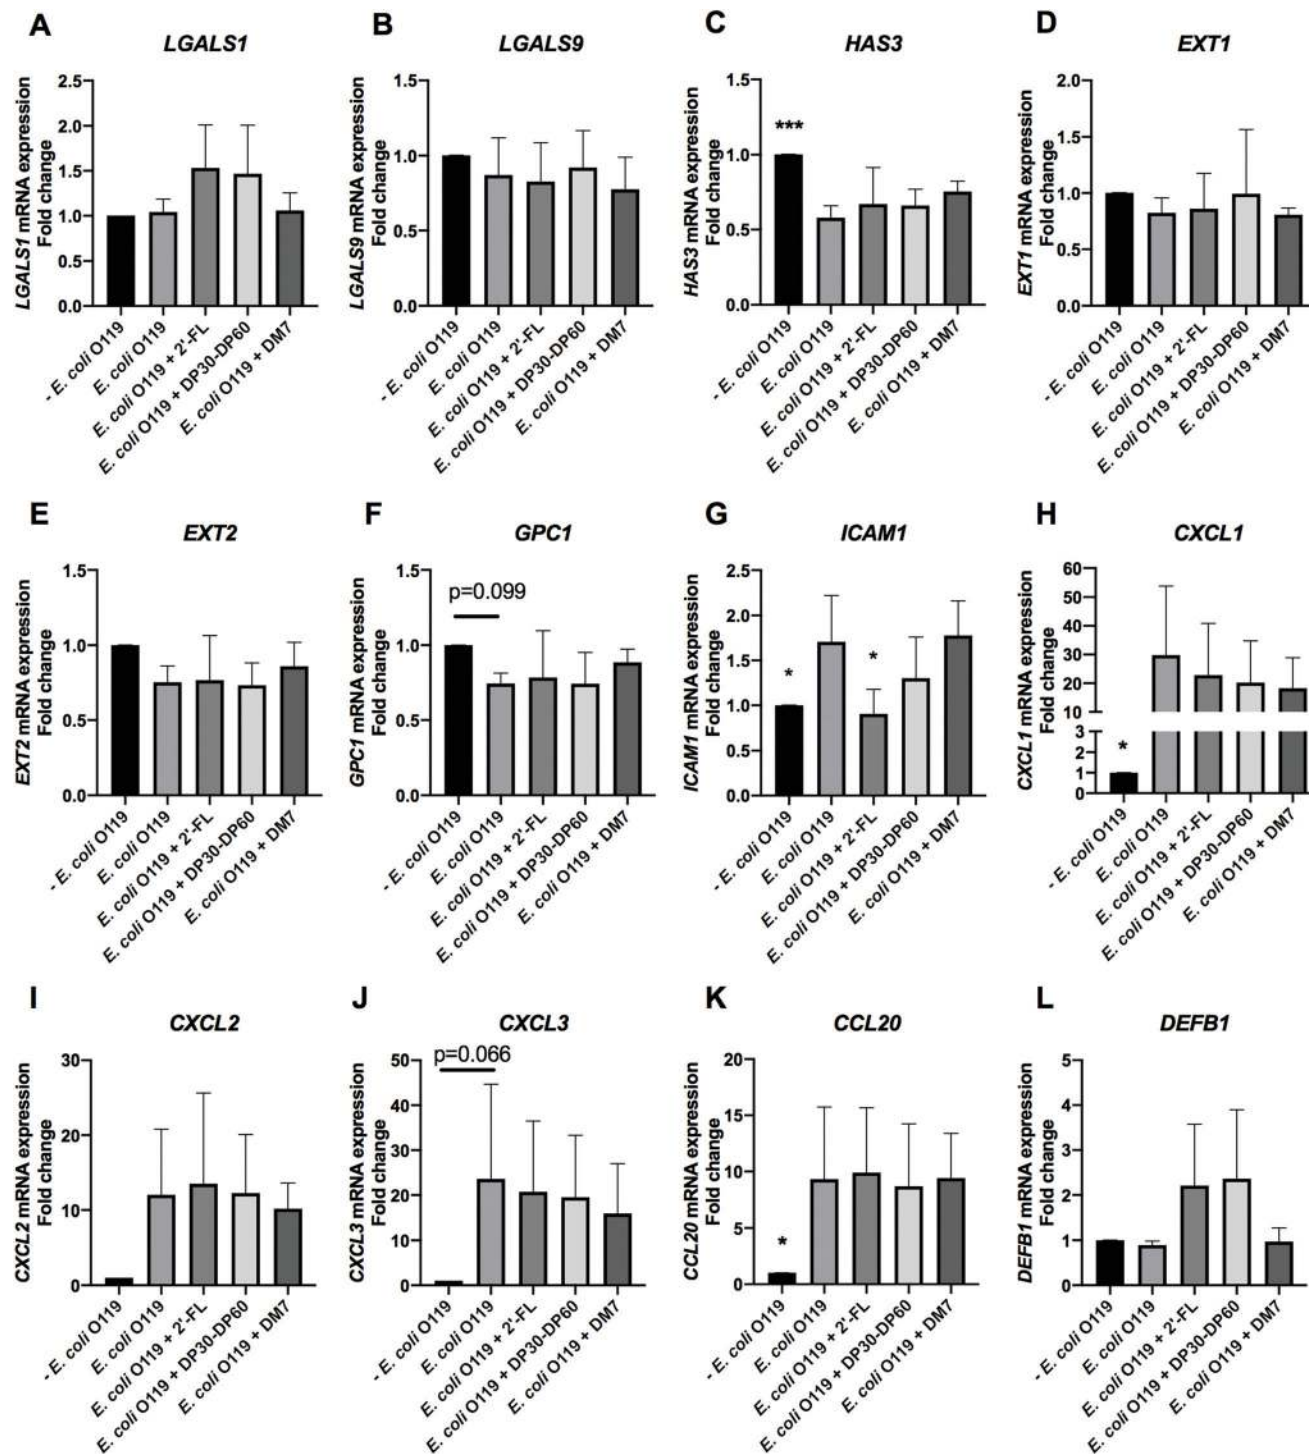 A
LGALS1
LGALS1 mRNA expression
Fold change
2.5
2.0
1.5
1.0
0.5
0.0
- E. coli O119
E. coli O119
E. coli O119 + 2'-FL
E. coli O119 + DP30-DP60
E. coli O119 + DM7
B
LGALS9
LGALS9 mRNA expression
Fold change
1.5
1.0
0.5
0.0
- E. coli O119
E. coli O119
E. coli O119 + 2'-FL
E. coli O119 + DP30-DP60
E. coli O119 + DM7
C
HAS3
HAS3 mRNA expression
Fold change
1.5
1.0
0.5
0.0
***
- E. coli O119
E. coli O119
E. coli O119 + 2'-FL
E. coli O119 + DP30-DP60
E. coli O119 + DM7
D
EXT1
EXT1 mRNA expression
Fold change
2.0
1.5
1.0
0.5
0.0
- E. coli O119
E. coli O119
E. coli O119 + 2'-FL
E. coli O119 + DP30-DP60
E. coli O119 + DM7
E
EXT2
EXT2 mRNA expression
Fold change
1.5
1.0
0.5
0.0
- E. coli O119
E. coli O119
E. coli O119 + 2'-FL
E. coli O119 + DP30-DP60
E. coli O119 + DM7
F
GPC1
GPC1 mRNA expression
Fold change
1.5
1.0
0.5
0.0
p=0.099
- E. coli O119
E. coli O119
E. coli O119 + 2'-FL
E. coli O119 + DP30-DP60
E. coli O119 + DM7
G
ICAM1
ICAM1 mRNA expression
Fold change
2.5
2.0
1.5
1.0
0.5
0.0
*
*
- E. coli O119
E. coli O119
E. coli O119 + 2'-FL
E. coli O119 + DP30-DP60
E. coli O119 + DM7
H
CXCL1
CXCL1 mRNA expression
Fold change
60
50
40
30
20
10
3
2
1
0
*
- E. coli O119
E. coli O119
E. coli O119 + 2'-FL
E. coli O119 + DP30-DP60
E. coli O119 + DM7
I
CXCL2
CXCL2 mRNA expression
Fold change
30
20
10
0
- E. coli O119
E. coli O119
E. coli O119 + 2'-FL
E. coli O119 + DP30-DP60
E. coli O119 + DM7
J
CXCL3
CXCL3 mRNA expression
Fold change
50
40
30
20
10
0
p=0.066
- E. coli O119
E. coli O119
E. coli O119 + 2'-FL
E. coli O119 + DP30-DP60
E. coli O119 + DM7
K
CCL20
CCL20 mRNA expression
Fold change
20
15
10
5
0
*
- E. coli O119
E. coli O119
E. coli O119 + 2'-FL
E. coli O119 + DP30-DP60
E. coli O119 + DM7
L
DEFB1
DEFB1 mRNA expression
Fold change
5
4
3
2
1
0
- E. coli O119
E. coli O119
E. coli O119 + 2'-FL
E. coli O119 + DP30-DP60
E. coli O119 + DM7